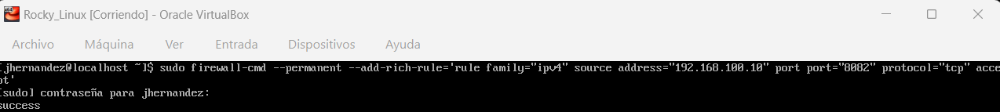 Rocky_Linux [Corriendo] - Oracle VirtualBox
Archivo Máquina Ver Entrada Dispositivos Ayuda
[jhernandez@localhost ~]$ sudo firewall-cmd --permanent --add-rich-rule='rule family="ipv4" source address="192.168.100.10" port port="8082" protocol="tcp" acce
pt'
[sudo] contraseña para jhernandez:
success